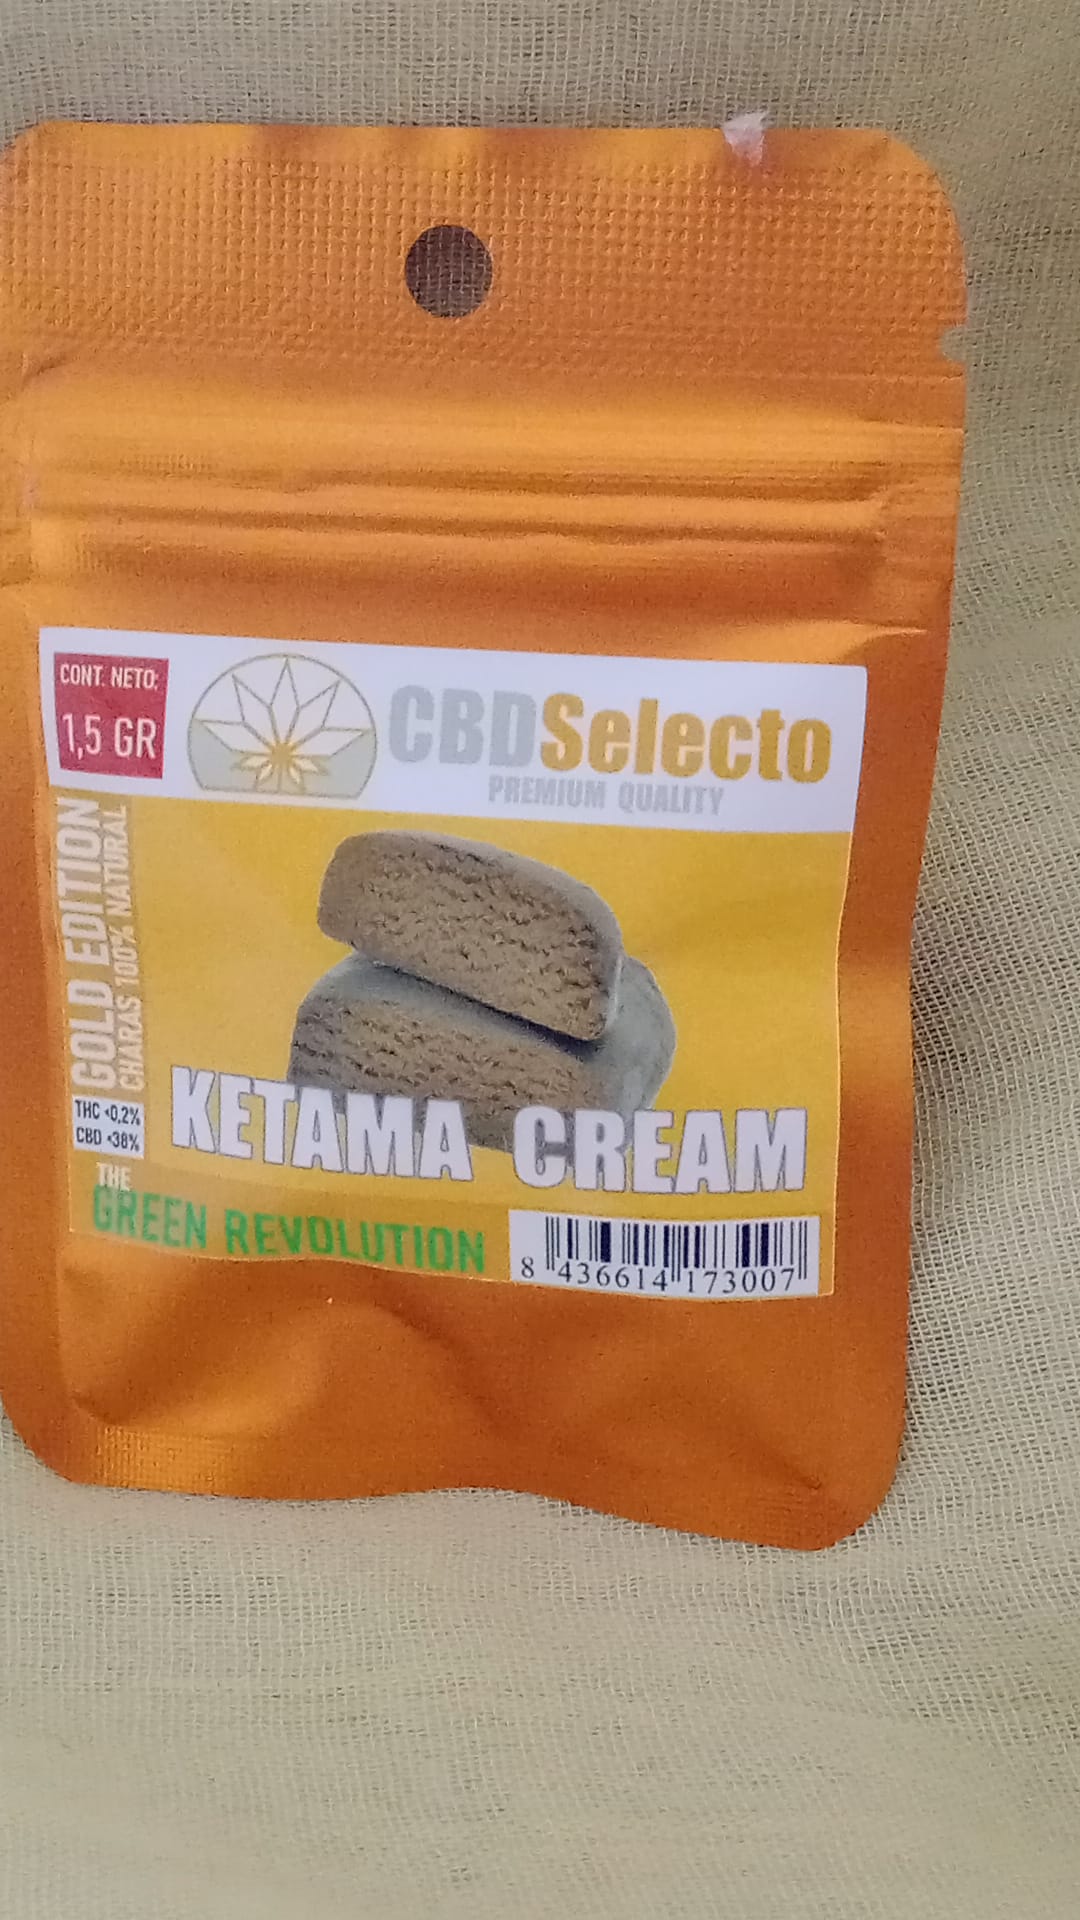 CONT. NETO:
1,5 GR
CBDSelecto
PREMIUM QUALITY
GOLD EDITION
CHARAS 100% NATURAL
THC <0,2%
CBD <38%
KETAMA CREAM
THE
GREEN REVOLUTION
8 436614 173007